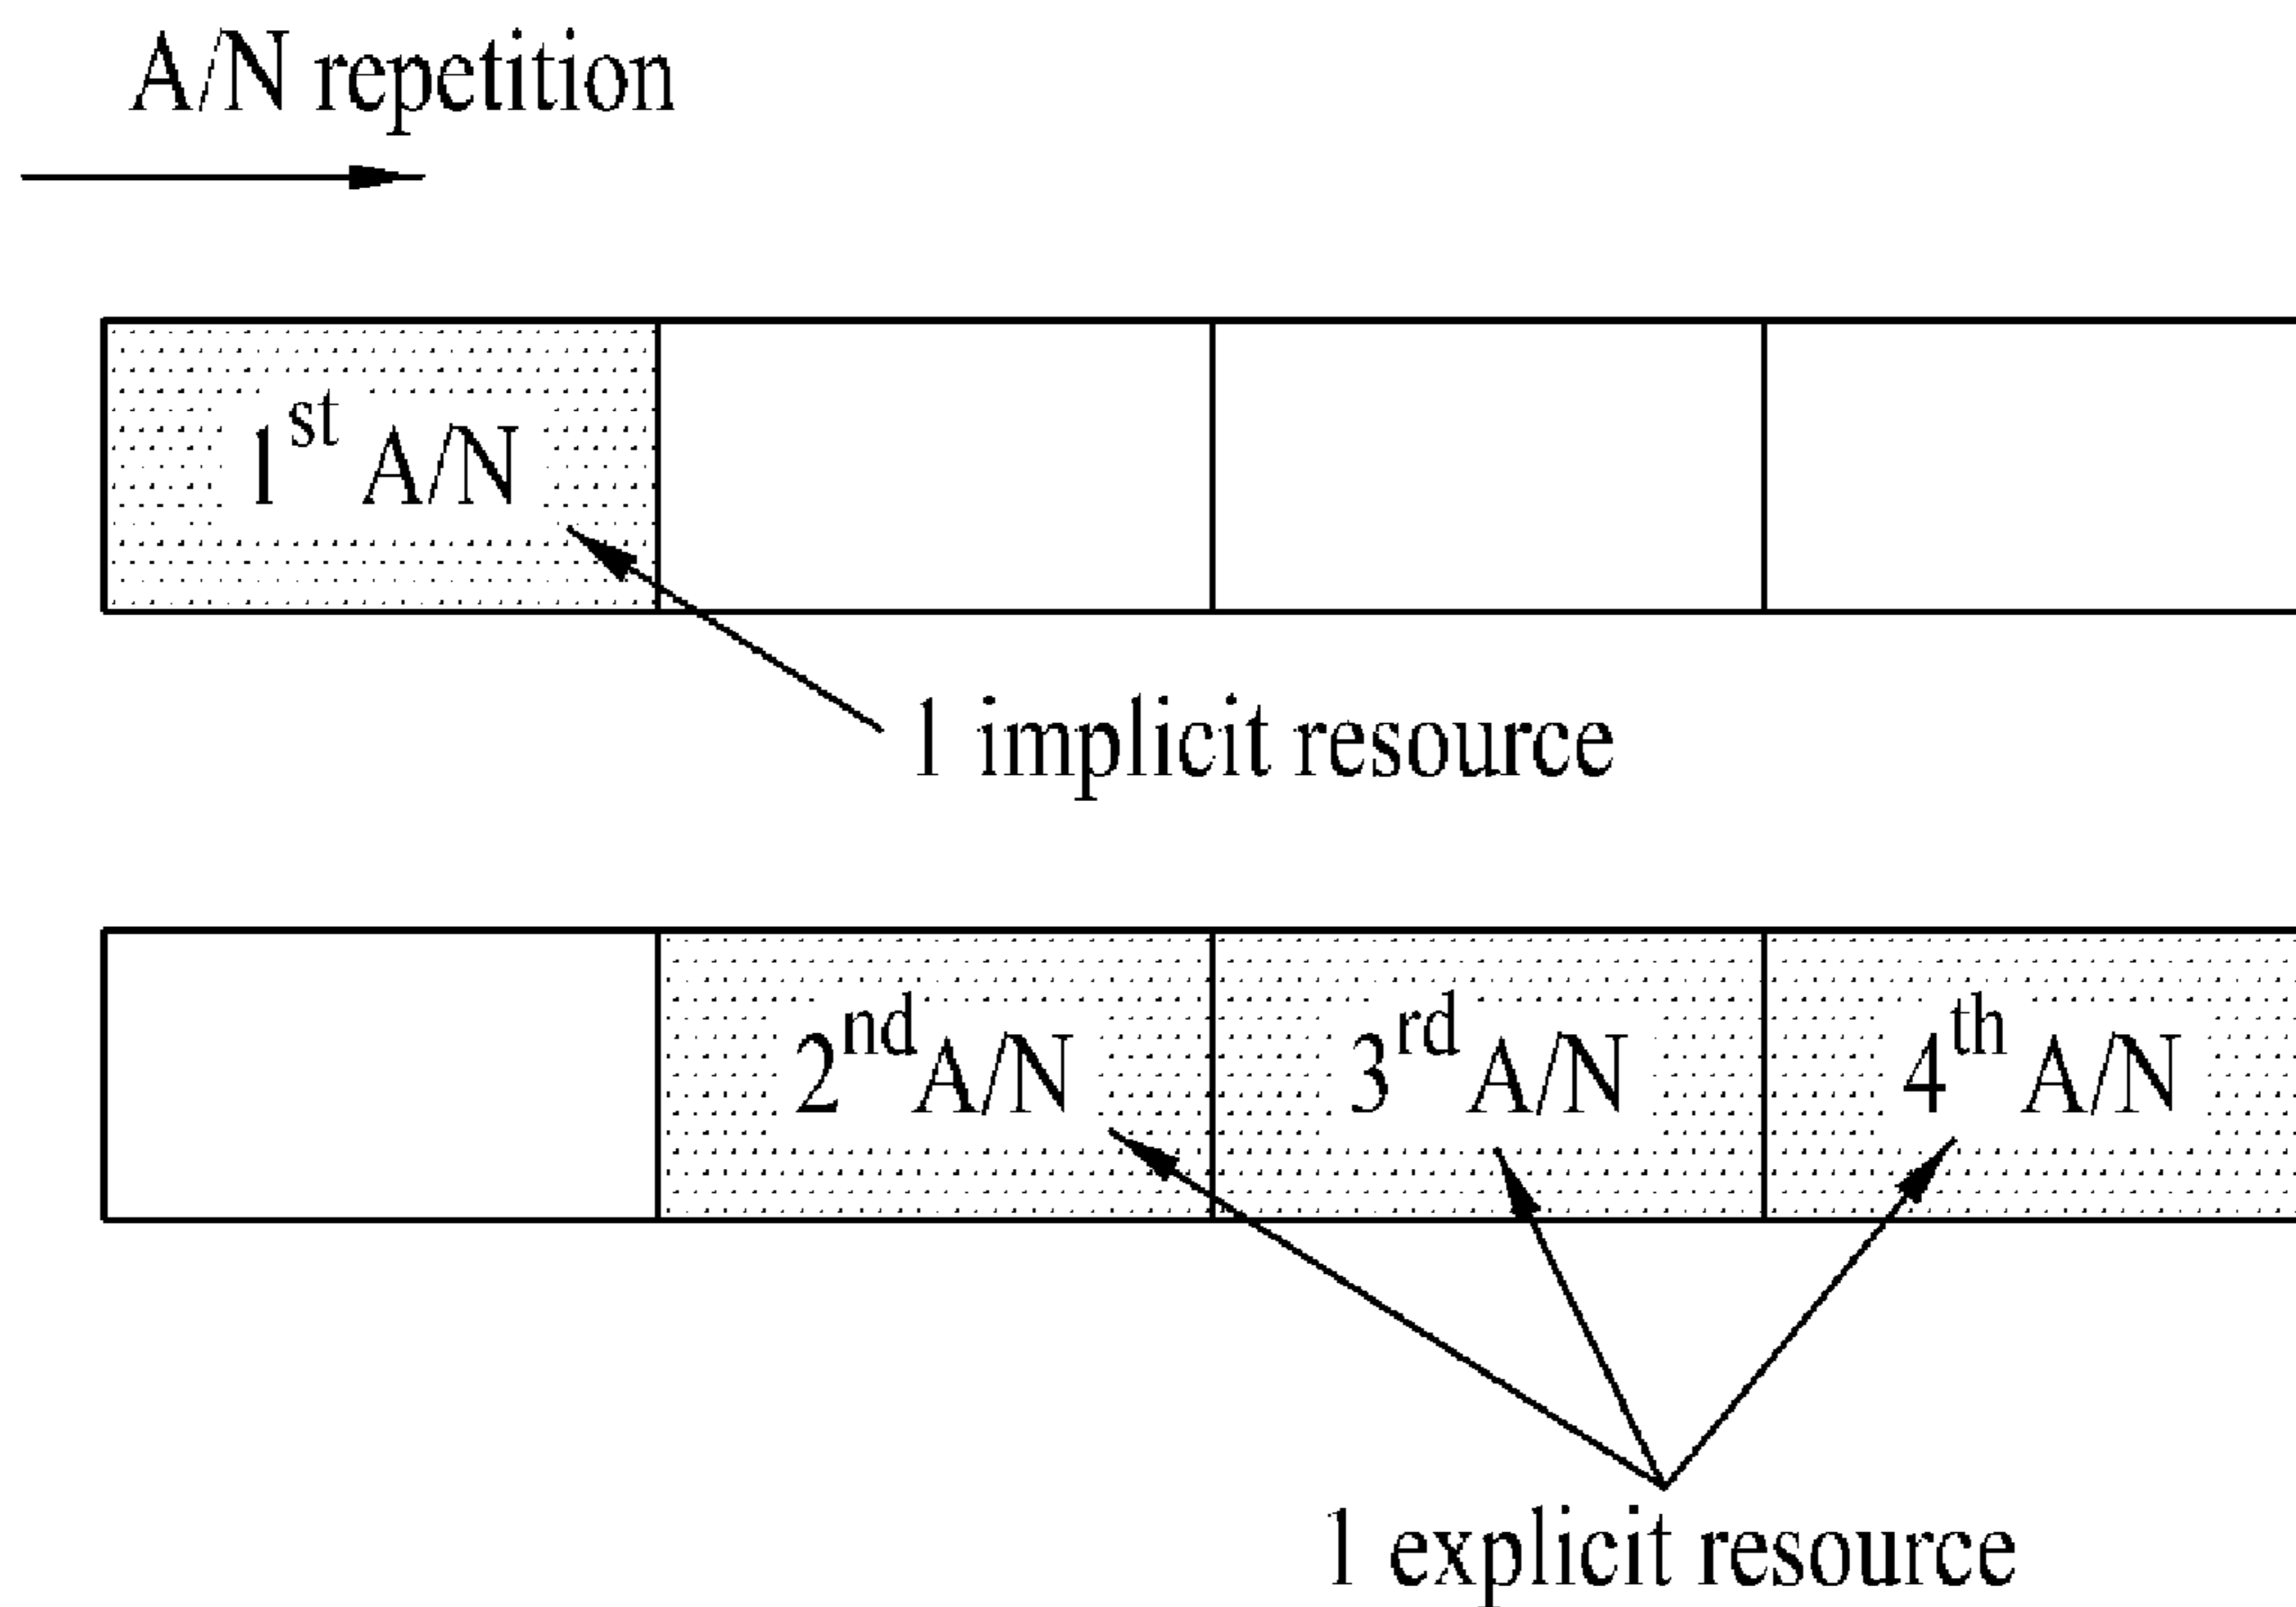 A/N repetition
1st A/N
1 implicit resource
2nd A/N 3rd A/N 4th A/N
1 explicit resource